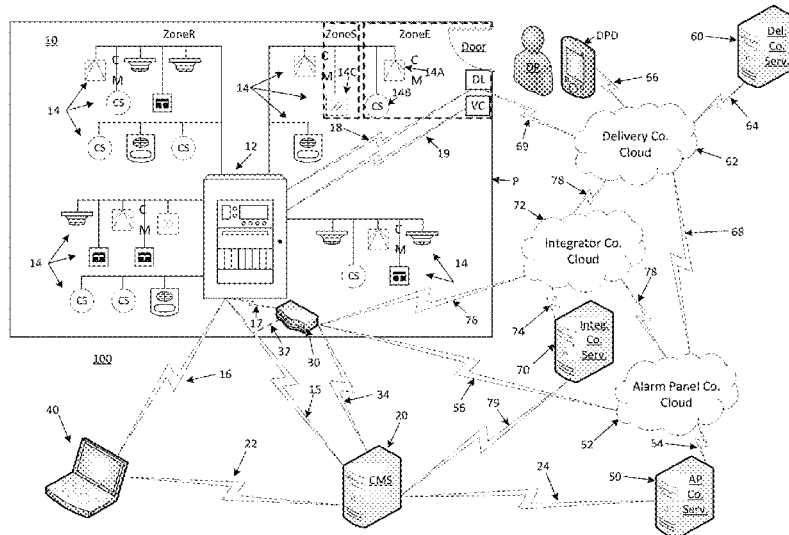 10
ZoneR
ZoneS
ZoneE
Door
DPD
DP
60
Del.
Co.
Serv.
C
M
C
M
C
M
14C
14A
DL
14
CS
14
CS
14B
VC
66
64
18
CS
CS
CS
69
Delivery Co.
Cloud
62
12
19
P
78
72
C
M
C
M
Integrator Co.
Cloud
68
14
14
CS
CS
CS
CS
76
74
78
17
32
30
70
Integ.
Co.
Serv.
100
16
15
34
56
Alarm Panel Co.
Cloud
40
20
79
52
54
22
CMS
50
AP
Co.
Serv.
24